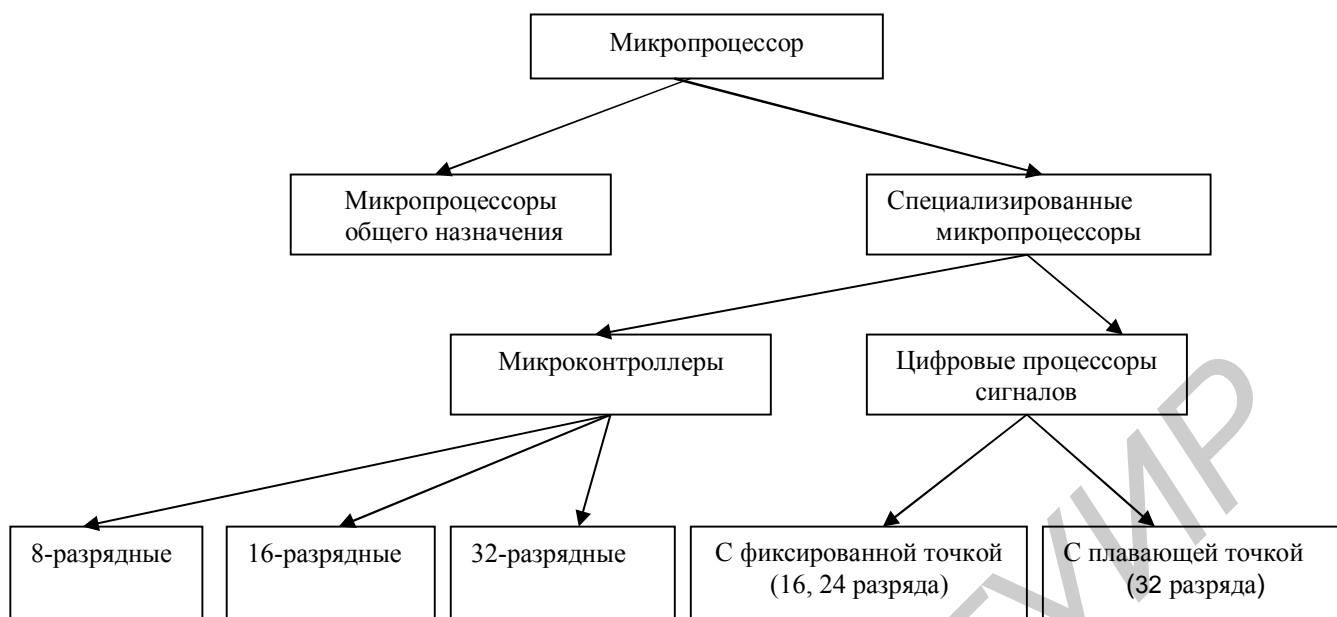 Микропроцессор
Микропроцессоры
общего назначения
Специализированные
микропроцессоры
Микроконтроллеры
Цифровые процессоры
сигналов
8-разрядные
16-разрядные
32-разрядные
С фиксированной точкой
(16, 24 разряда)
С плавающей точкой
(32 разряда)